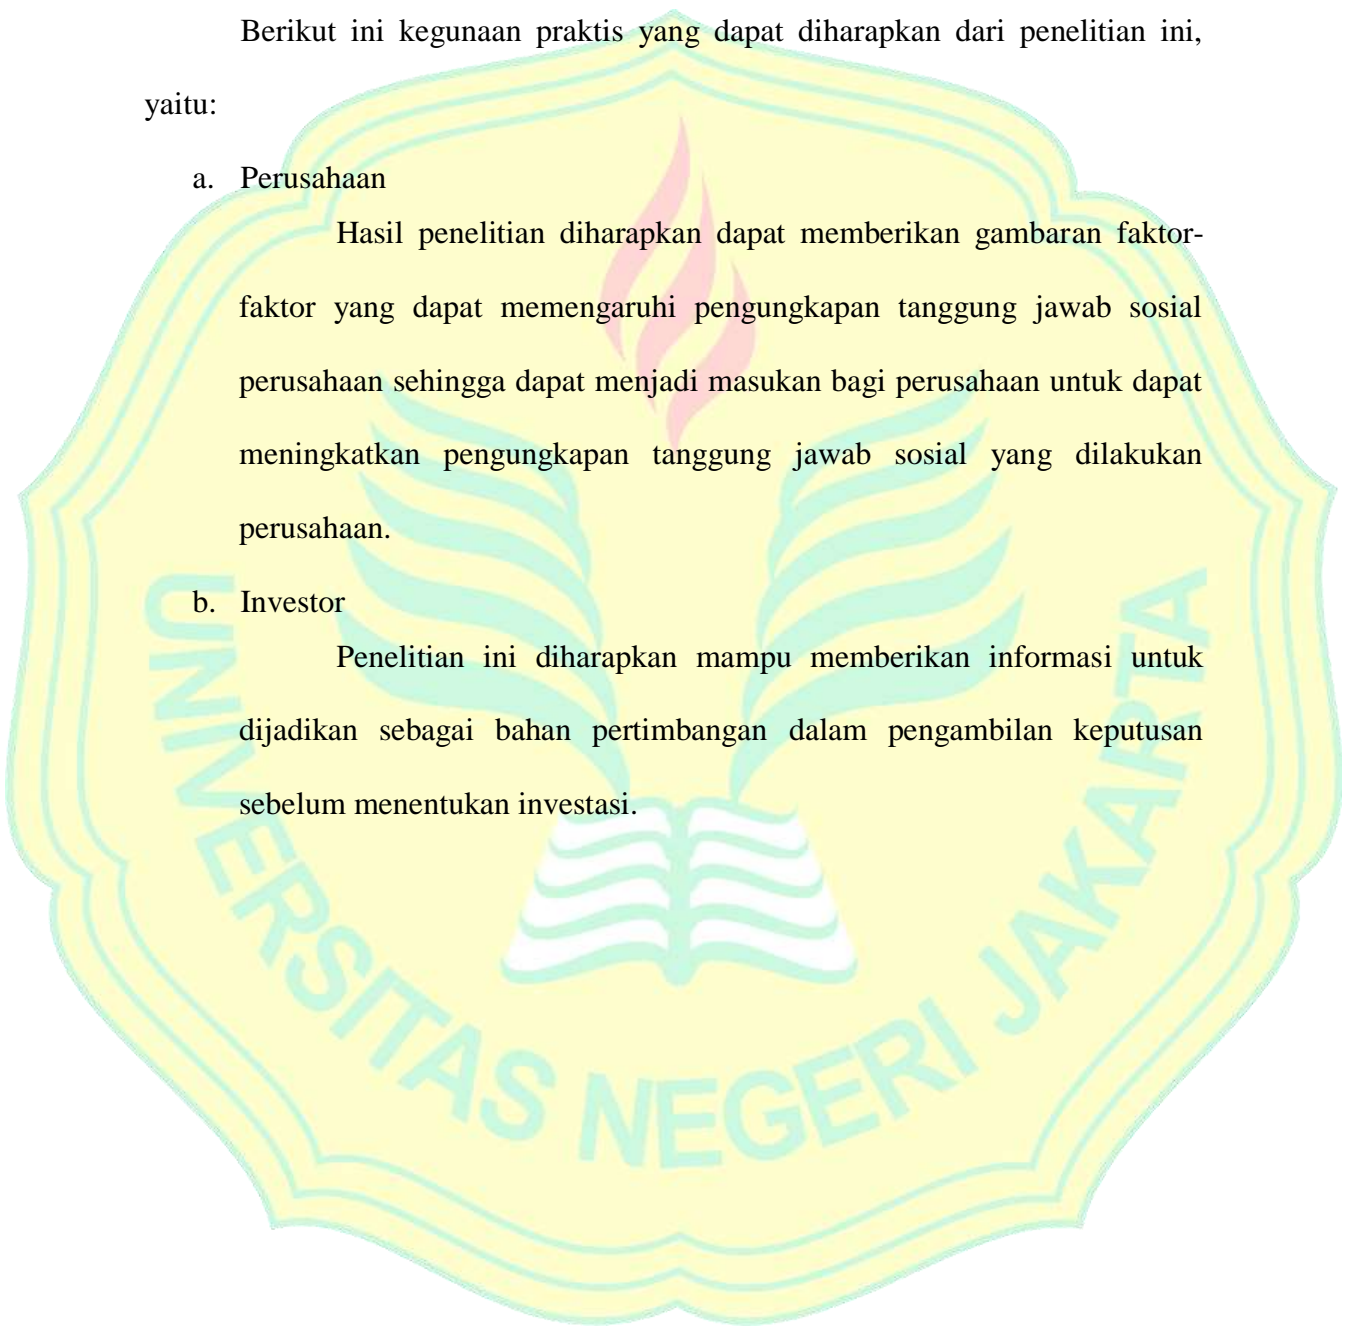 Berikut ini kegunaan praktis yang dapat diharapkan dari penelitian ini,
yaitu:
a. Perusahaan
Hasil penelitian diharapkan dapat memberikan gambaran faktor-
faktor yang dapat memengaruhi pengungkapan tanggung jawab sosial
perusahaan sehingga dapat menjadi masukan bagi perusahaan untuk dapat
meningkatkan pengungkapan tanggung jawab sosial yang dilakukan
perusahaan.
b. Investor
Penelitian ini diharapkan mampu memberikan informasi untuk
dijadikan sebagai bahan pertimbangan dalam pengambilan keputusan
sebelum menentukan investasi.
UNIVERSITAS NEGERI JAKARTA